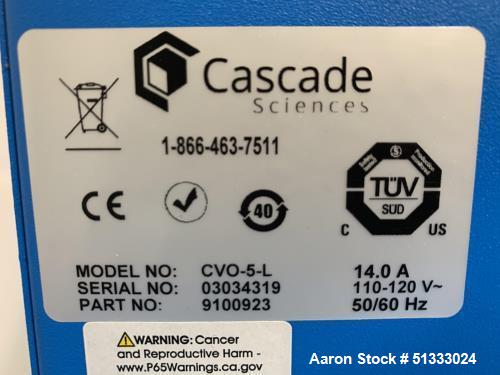 Cascade
Sciences
1-866-463-7511
CE
40
TÜV
SÜD
C US
MODEL NO: CVO-5-L 14.0 A
SERIAL NO: 03034319 110-120 V~
PART NO: 9100923 50/60 Hz
WARNING: Cancer
and Reproductive Harm -
www.P65Warnings.ca.gov
Aaron Stock # 51333024